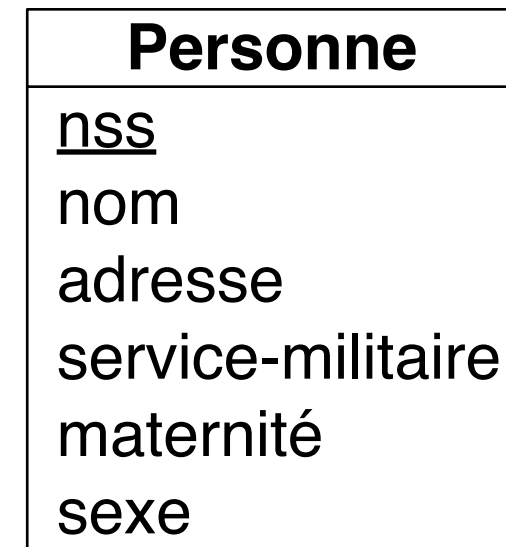 Personne
nss
nom
adresse
service-militaire
maternité
sexe